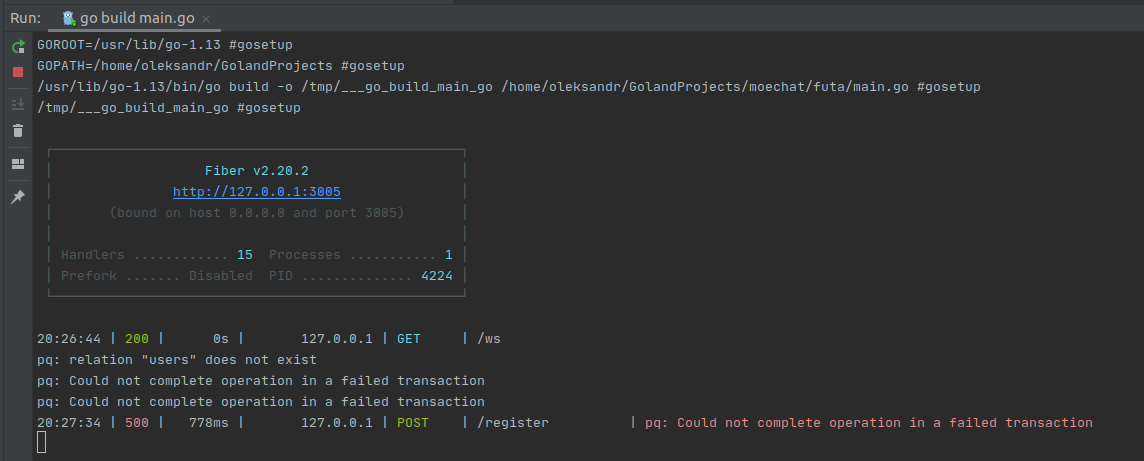 Run: go build main.go
GOROOT=/usr/lib/go-1.13 #gosetup
GOPATH=/home/oleksandr/GolandProjects #gosetup
/usr/lib/go-1.13/bin/go build -o /tmp/___go_build_main_go /home/oleksandr/GolandProjects/moechat/futa/main.go #gosetup
/tmp/___go_build_main_go #gosetup
Fiber v2.20.2
http://127.0.0.1:3005
(bound on host 0.0.0.0 and port 3005)
Handlers ............ 15  Processes ........... 1
Prefork ....... Disabled  PID .............. 4224
20:26:44 | 200 |      0s |       127.0.0.1 | GET     | /ws
pq: relation "users" does not exist
pq: Could not complete operation in a failed transaction
pq: Could not complete operation in a failed transaction
20:27:34 | 500 |   778ms |       127.0.0.1 | POST    | /register          | pq: Could not complete operation in a failed transaction